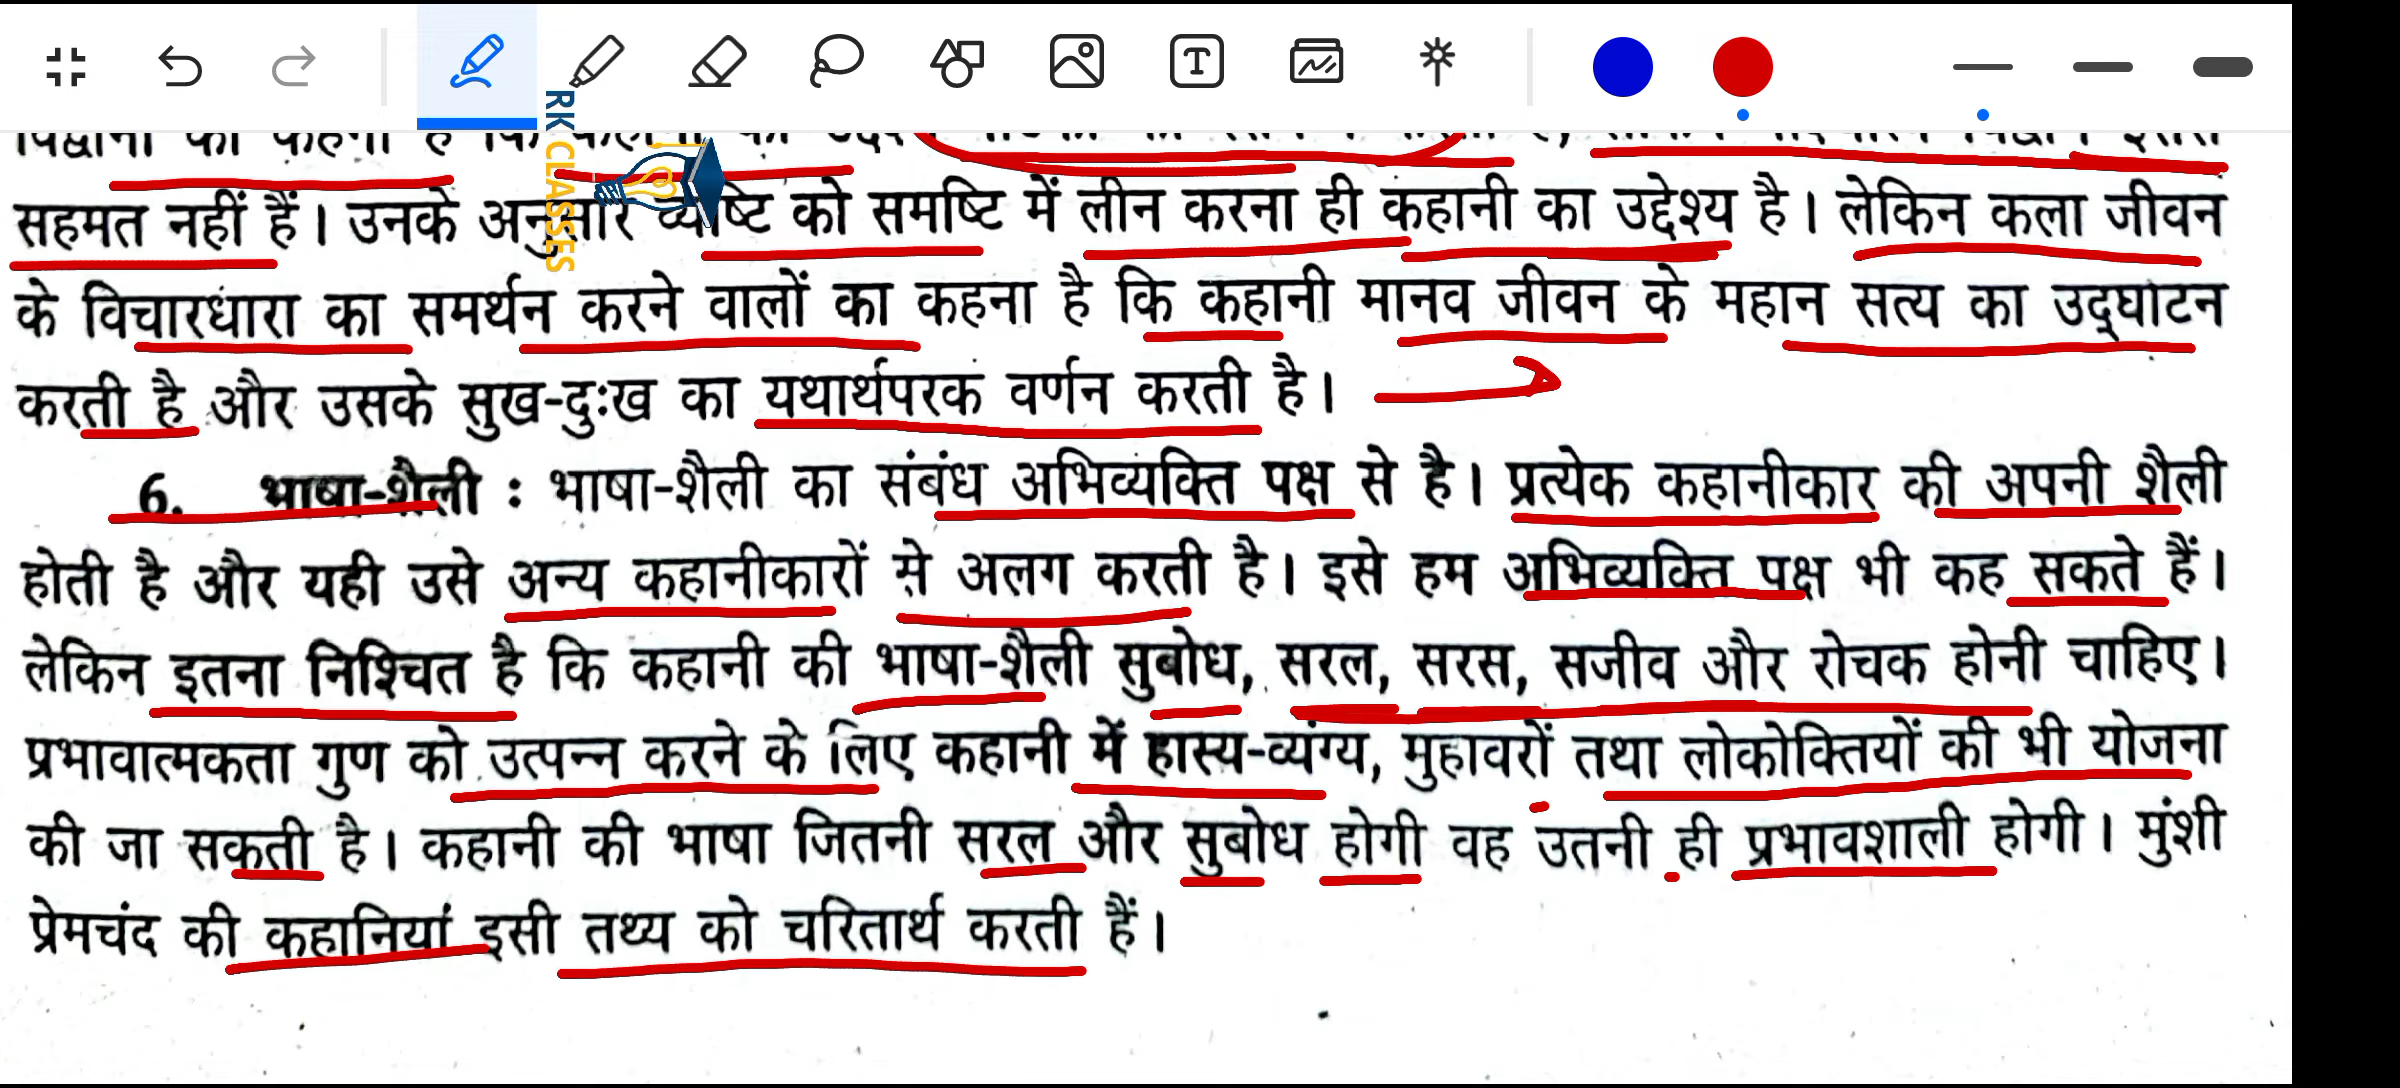 RK CLASSES
सहमत नहीं हैं। उनके अनुसार व्यष्टि को समष्टि में लीन करना ही कहानी का उद्देश्य है। लेकिन कला जीवन
के विचारधारा का समर्थन करने वालों का कहना है कि कहानी मानव जीवन के महान सत्य का उद्घाटन
करती है और उसके सुख-दुःख का यथार्थपरक वर्णन करती है।
6. भाषा-शैली : भाषा-शैली का संबंध अभिव्यक्ति पक्ष से है। प्रत्येक कहानीकार की अपनी शैली
होती है और यही उसे अन्य कहानीकारों से अलग करती है। इसे हम अभिव्यक्ति पक्ष भी कह सकते हैं।
लेकिन इतना निश्चित है कि कहानी की भाषा-शैली सुबोध, सरल, सरस, सजीव और रोचक होनी चाहिए।
प्रभावात्मकता गुण को उत्पन्न करने के लिए कहानी में हास्य-व्यंग्य, मुहावरों तथा लोकोक्तियों की भी योजना
की जा सकती है। कहानी की भाषा जितनी सरल और सुबोध होगी वह उतनी ही प्रभावशाली होगी। मुंशी
प्रेमचंद की कहानियां इसी तथ्य को चरितार्थ करती हैं।